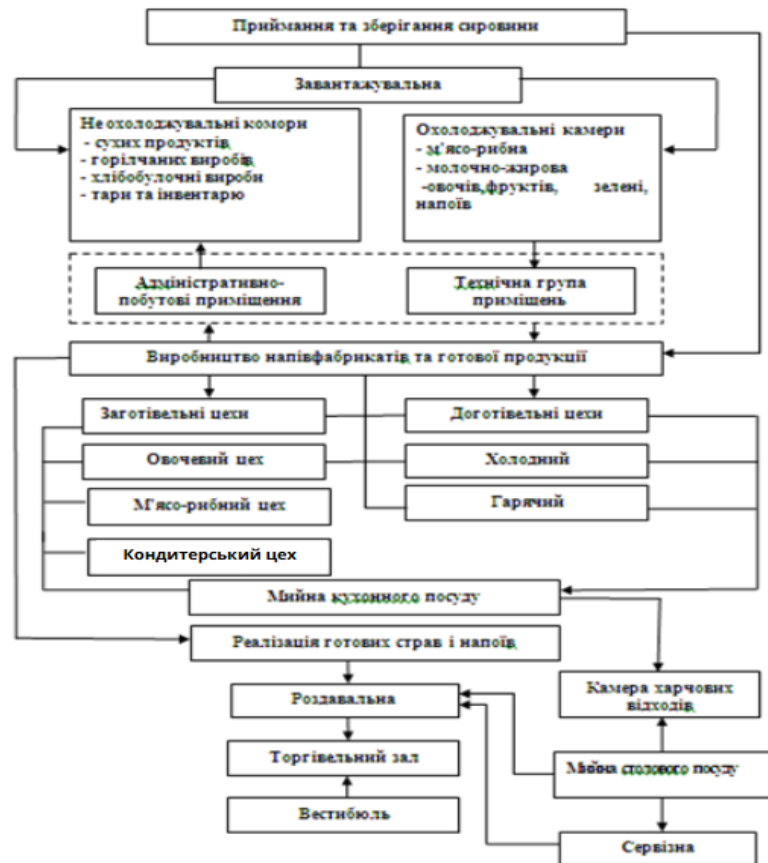 Приймання та зберігання сировини
Завантажувальна
Не охолоджувальні комори
- сухих продуктів
- горілчаних виробів
- хлібобулочні вироби
- тари та інвентарю
Охолоджувальні камери
- м'ясо-рибна
- молочно-жирова
-овочів,фруктів, зелені,
напоїв
Адміністративно-
побутові приміщення
Технічна група
приміщень
Виробництво напівфабрикатів та готової продукції
Заготівельні цехи
Доготівельні цехи
Овочевий цех
Холодний
М'ясо-рибний цех
Гарячий
Кондитерський цех
Мийна кухонного посуду
Реалізація готових страв і напоїв
Камера харчових
відходів
Роздавальна
Торгівельний зал
Мийна столового посуду
Вестибюль
Сервізна